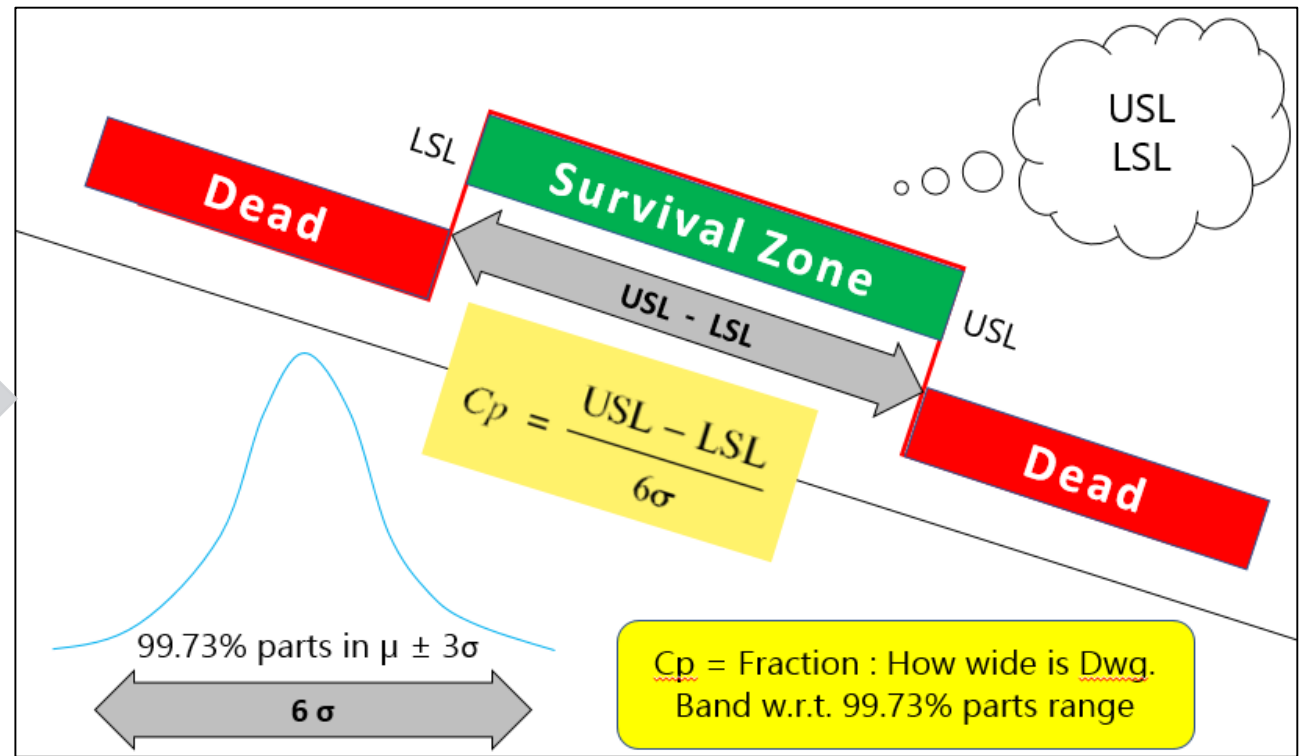 USL
LSL
LSL
Dead
Survival Zone
USL - LSL
USL
Cp = USL – LSL
6σ
Dead
99.73% parts in μ ± 3σ
6 σ
Cp = Fraction : How wide is Dwg.
Band w.r.t. 99.73% parts range